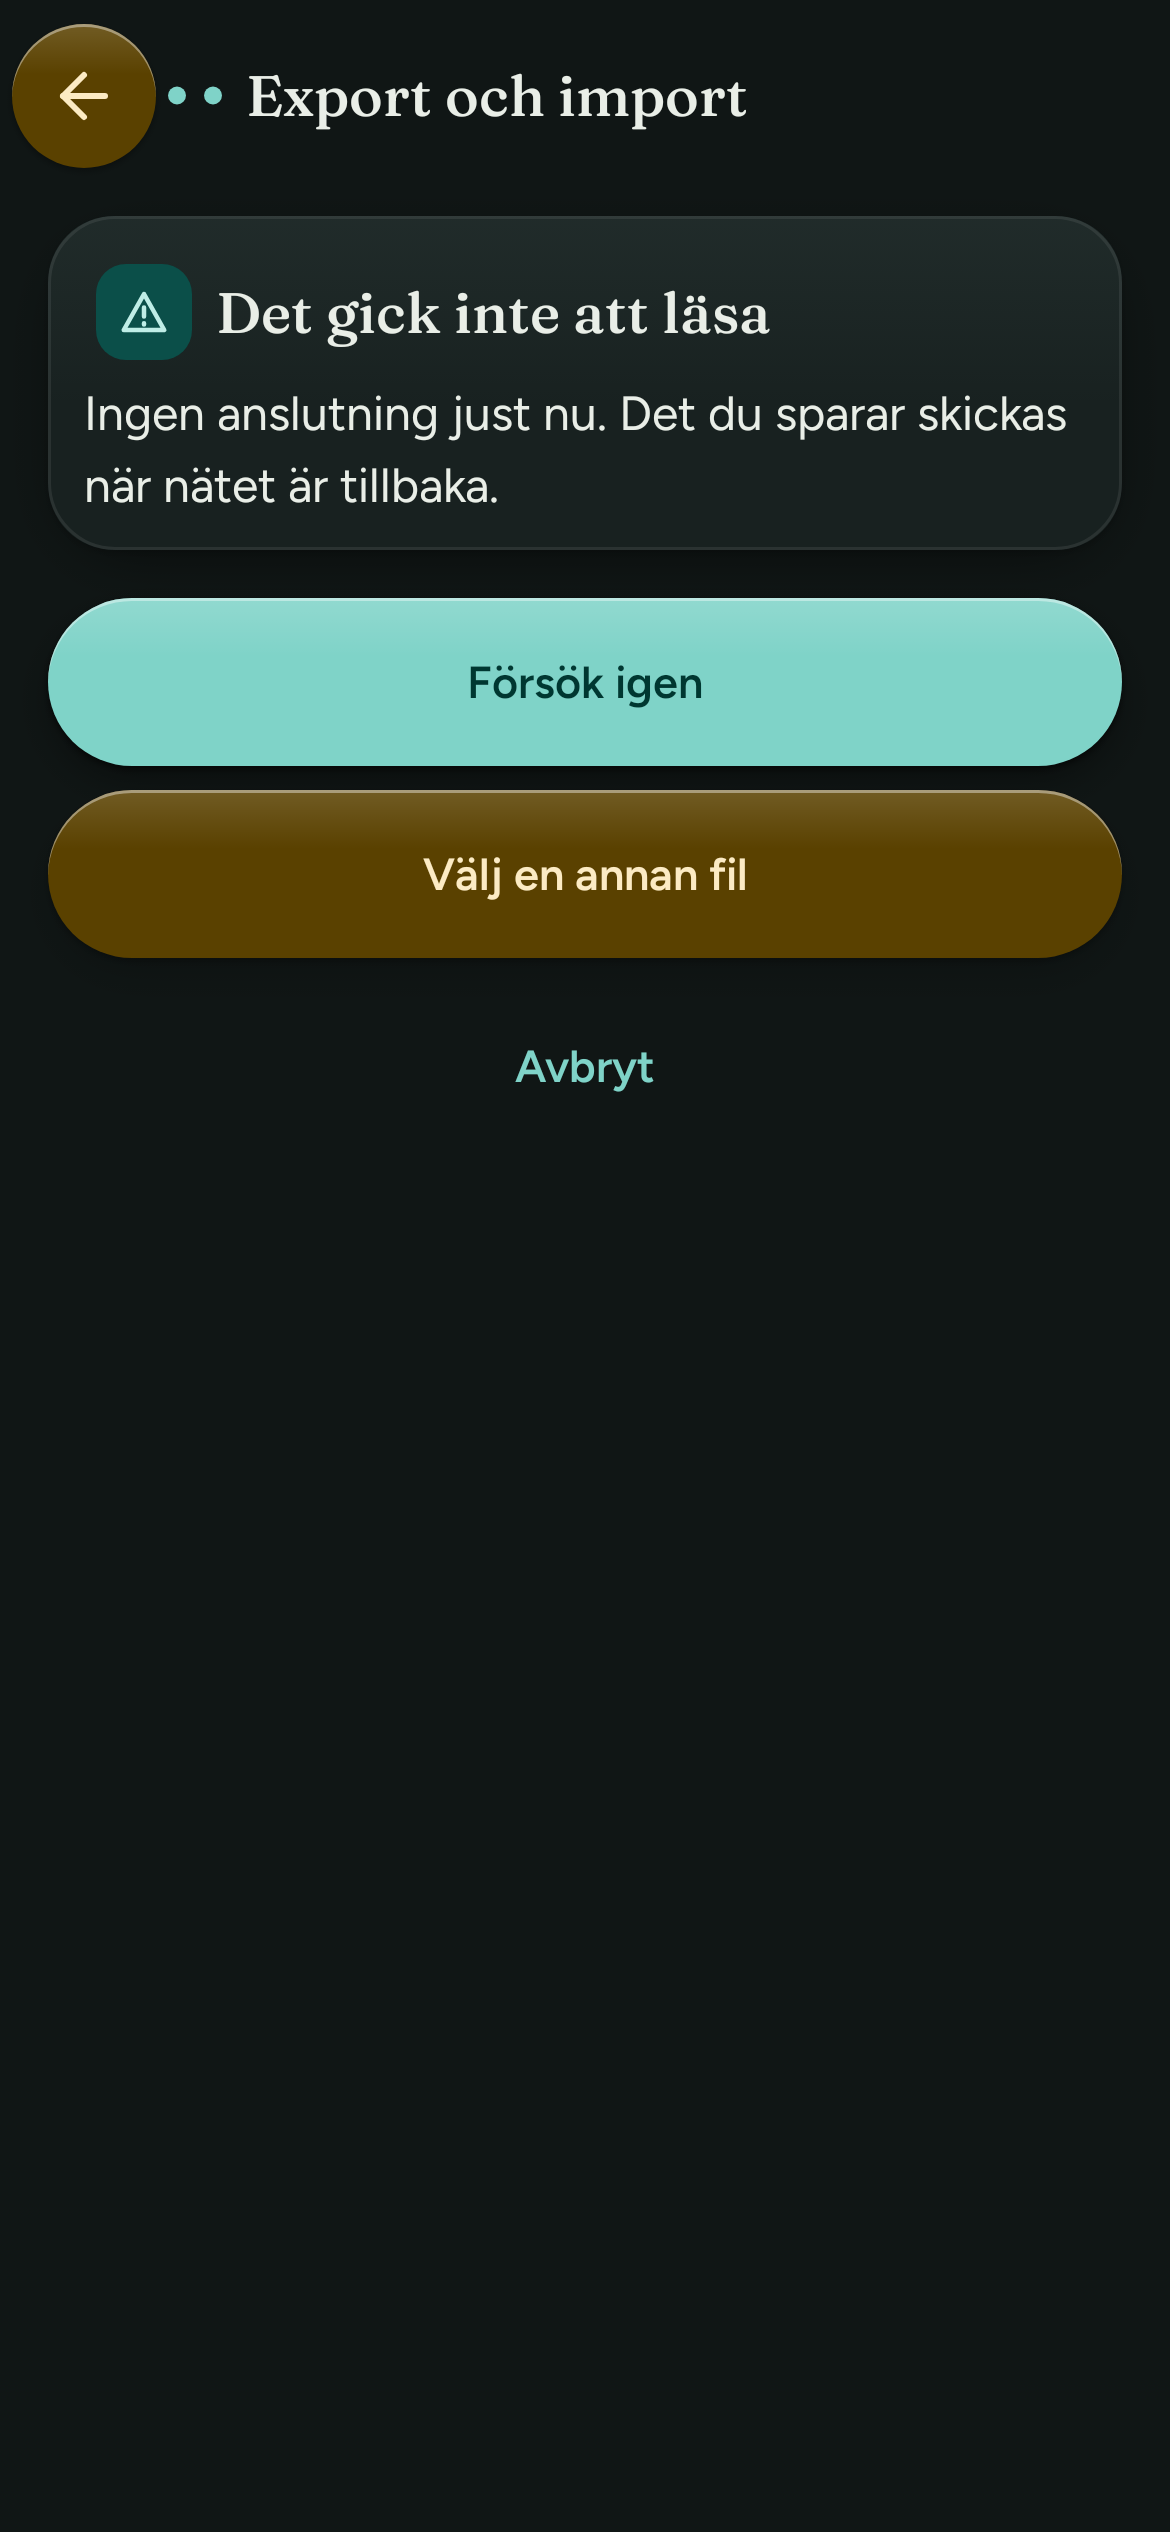 Export och import
Det gick inte att läsa
Ingen anslutning just nu. Det du sparar skickas
när nätet är tillbaka.
Försök igen
Välj en annan fil
Avbryt